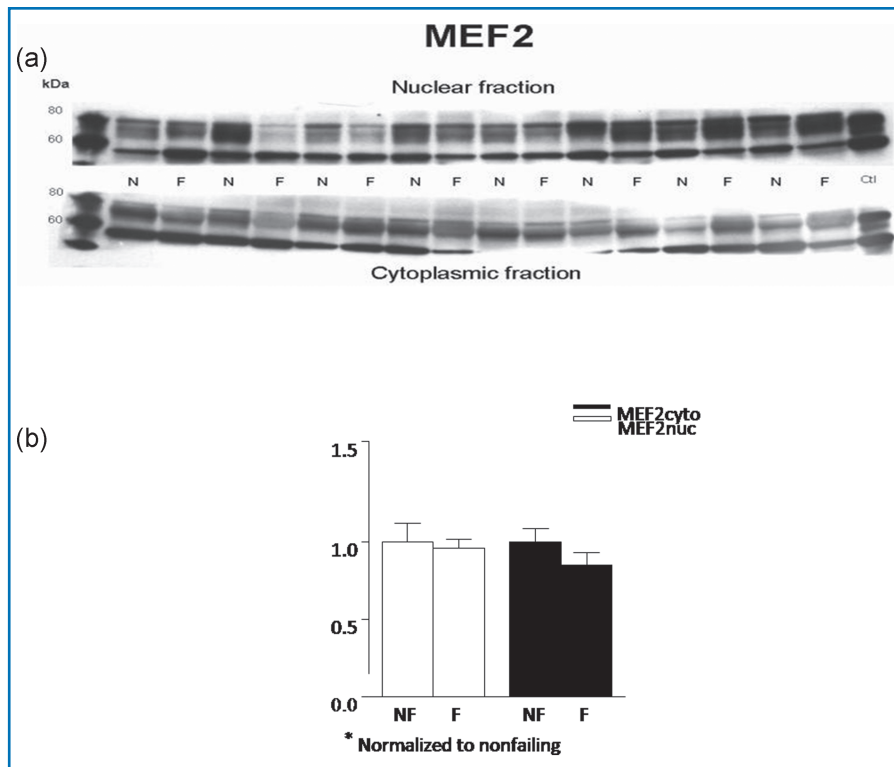 MEF2
(a)
kDa
Nuclear fraction
80
60
N F N F N F N F N N N F N F N F Ctl
80
60
Cytoplasmic fraction
(b)
MEF2cyto
MEF2nuc
1.5
1.0
0.5
0.0
NF F NF F
* Normalized to nonfailing